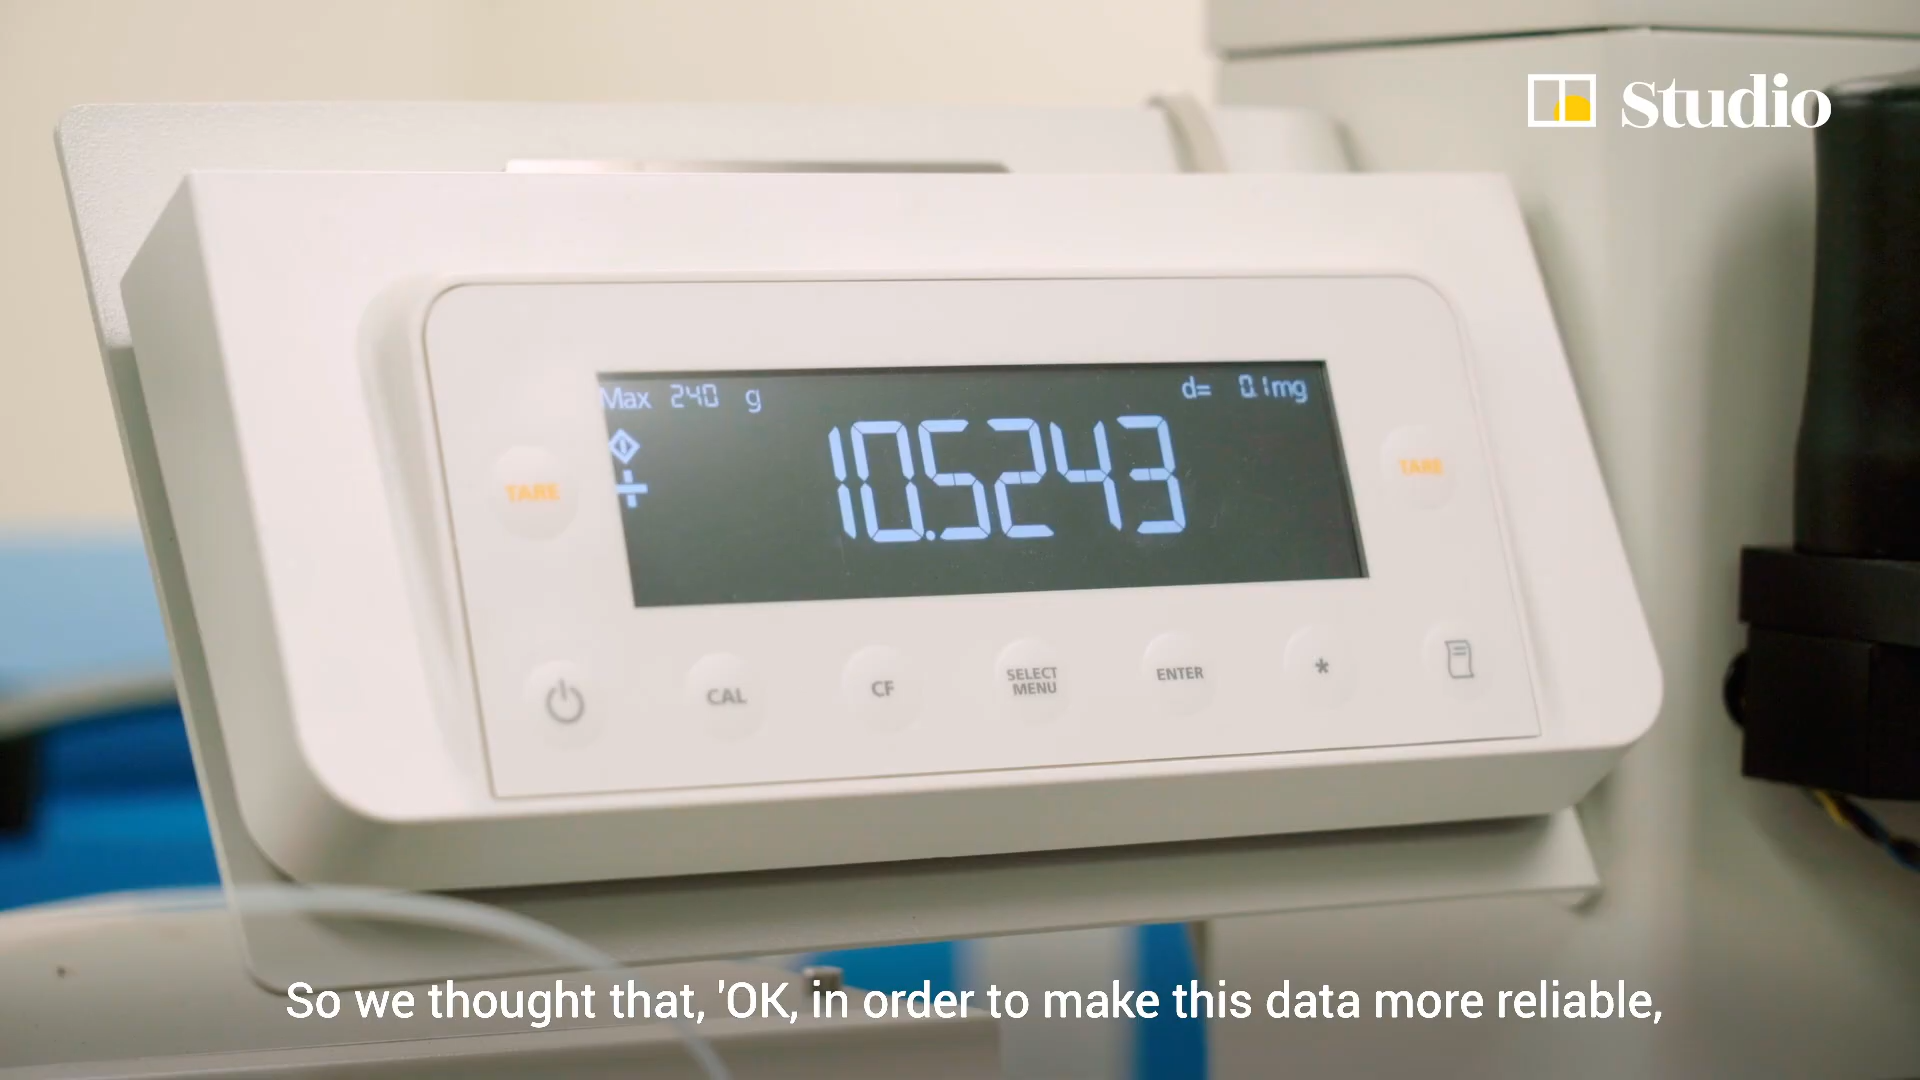 Studio
Max 240 g
d= 0.1mg
10.5243
TARE
TARE
CAL
CF
SELECT
MENU
ENTER
*
So we thought that, 'OK, in order to make this data more reliable,